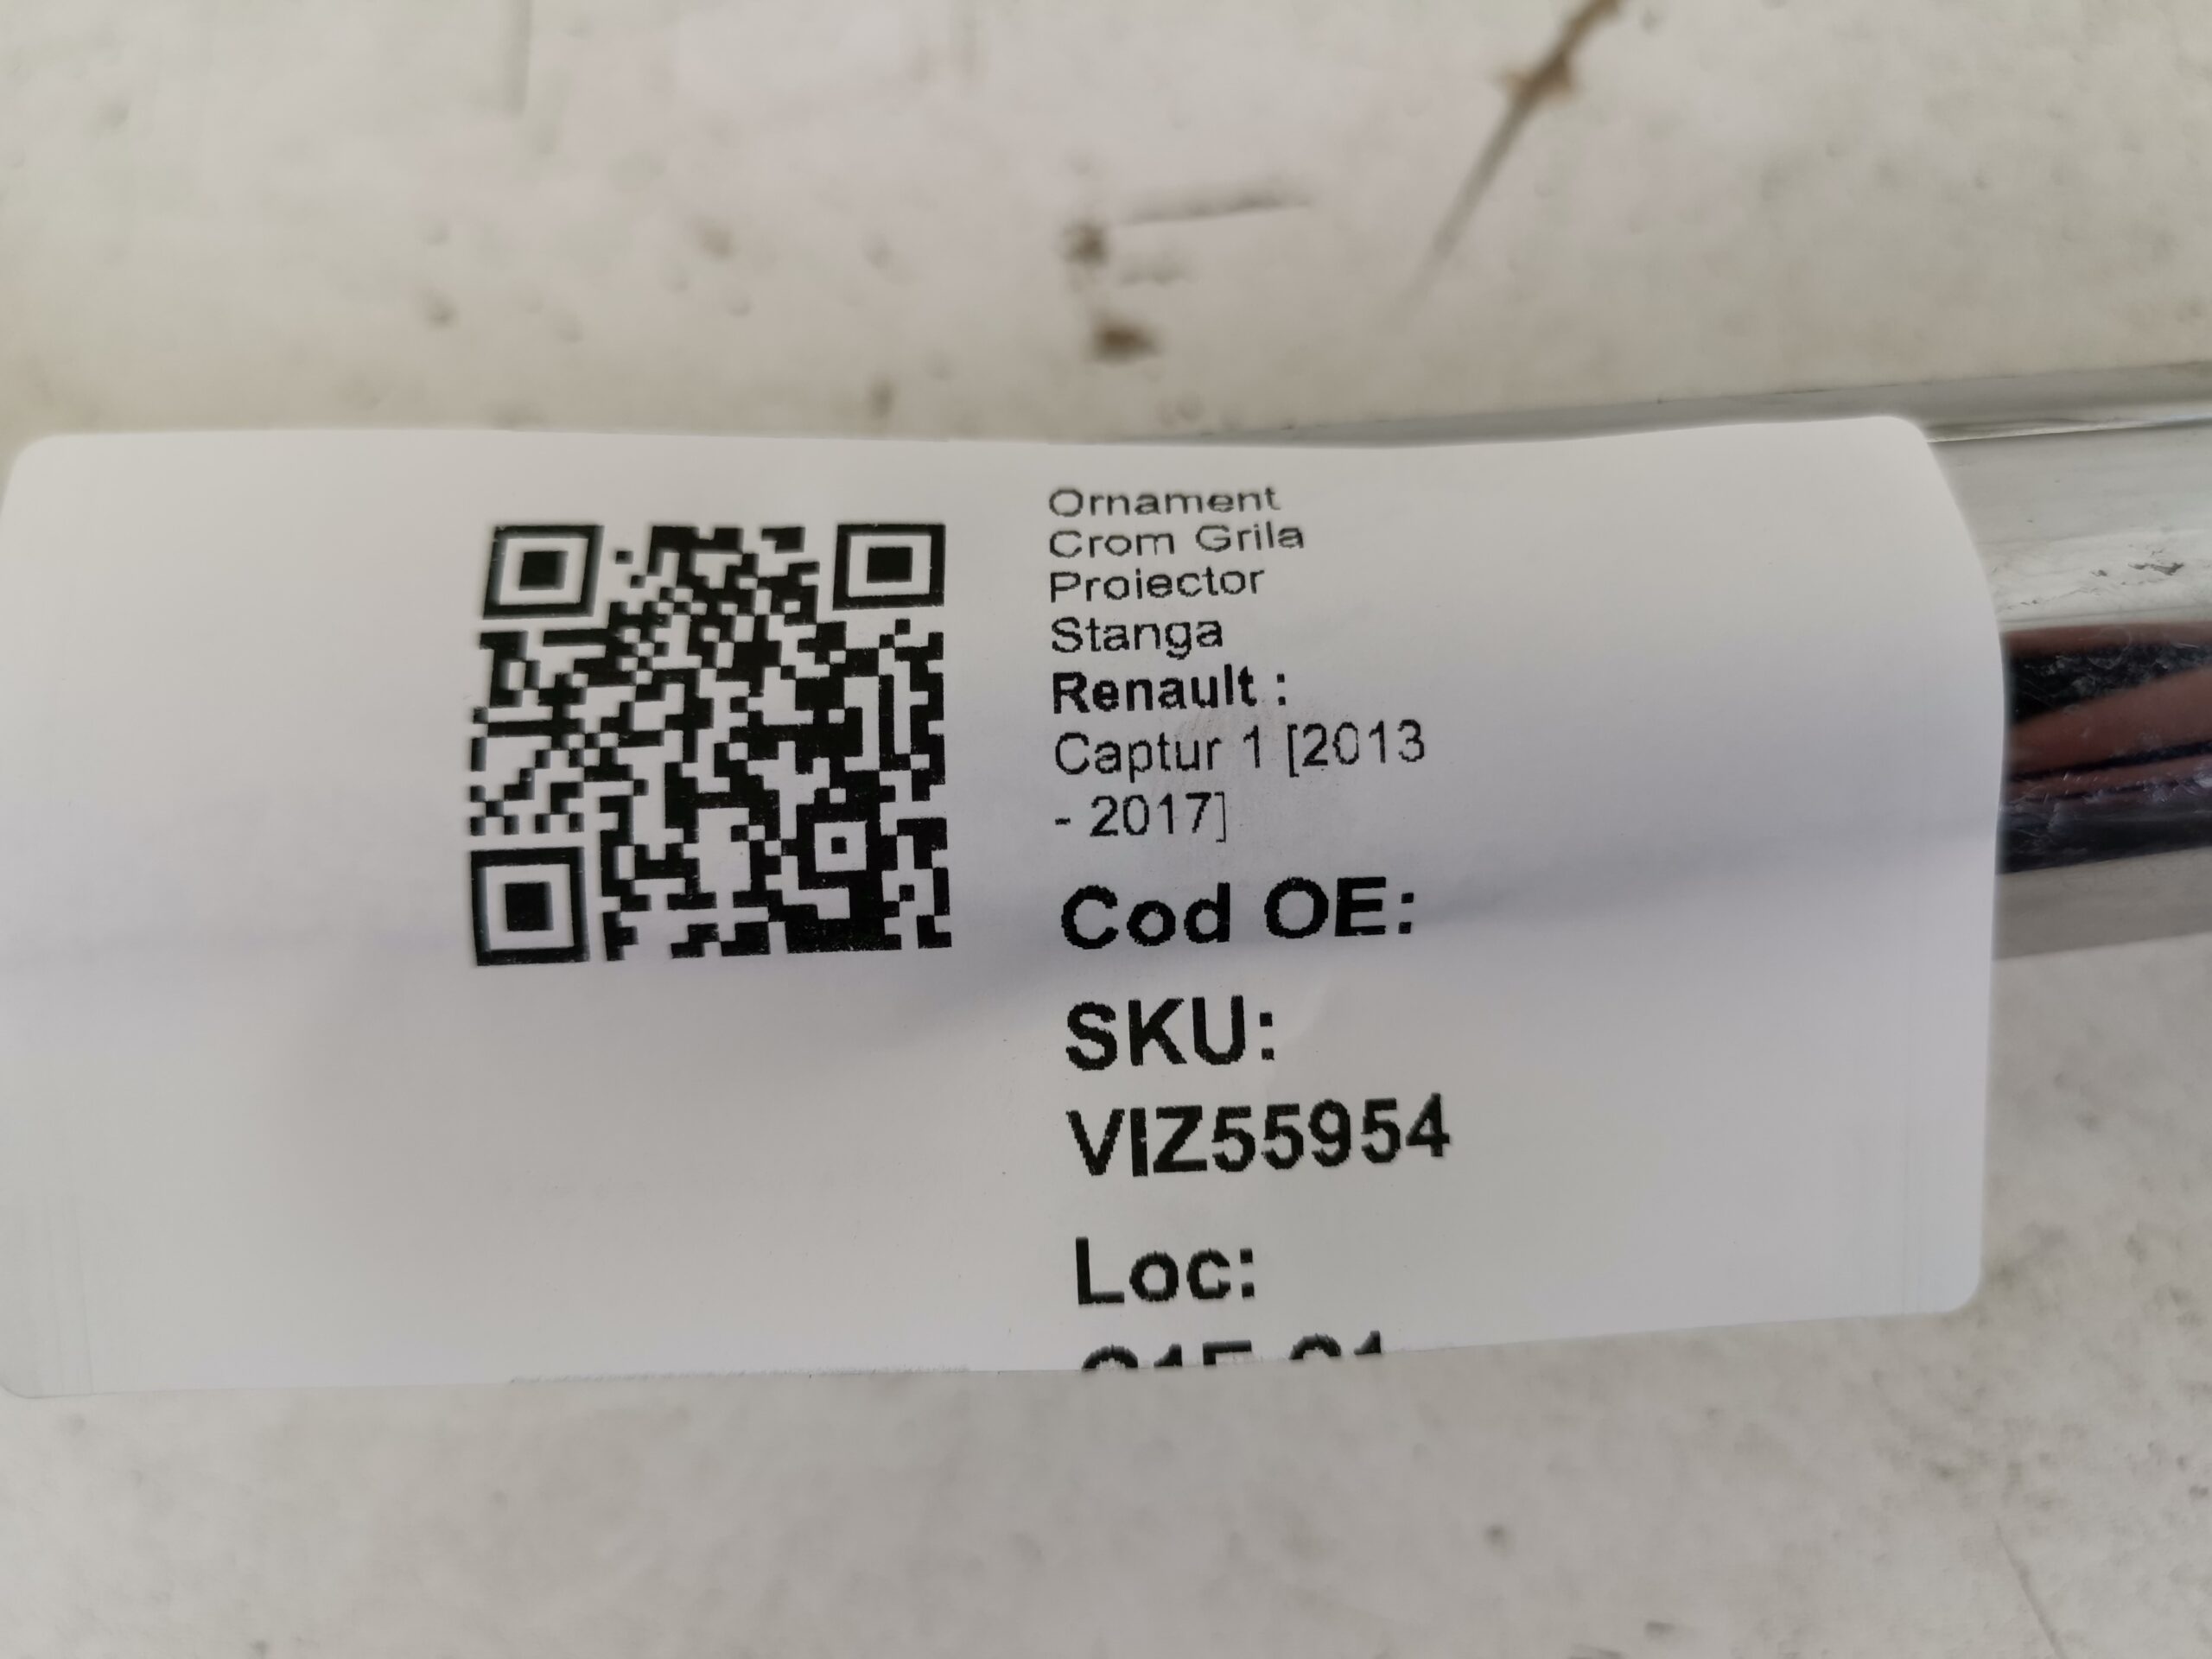 Ornament
Crom Grila
Proiector
Stanga
Renault :
Captur 1 [2013
- 2017]
Cod OE:
SKU:
VIZ55954
Loc: